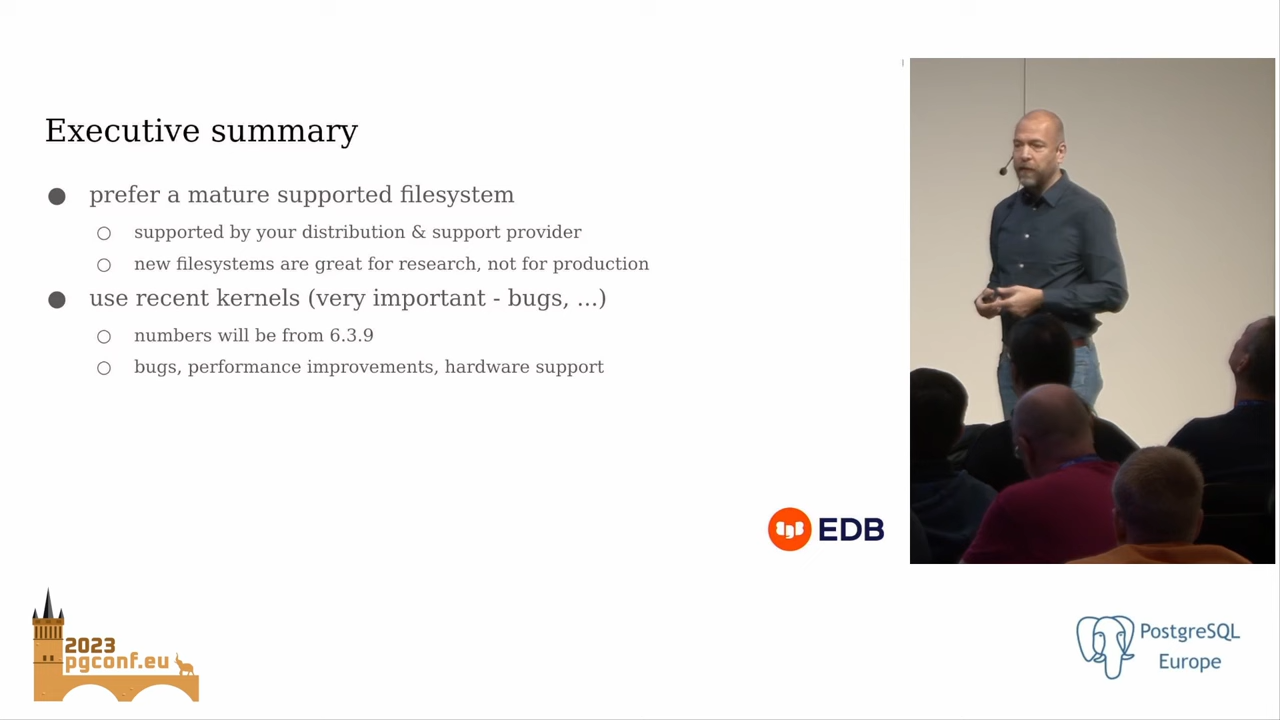 Executive summary
● prefer a mature supported filesystem
○ supported by your distribution & support provider
○ new filesystems are great for research, not for production
● use recent kernels (very important - bugs, …)
○ numbers will be from 6.3.9
○ bugs, performance improvements, hardware support
EDB
2023
pgconf.eu
PostgreSQL
Europe